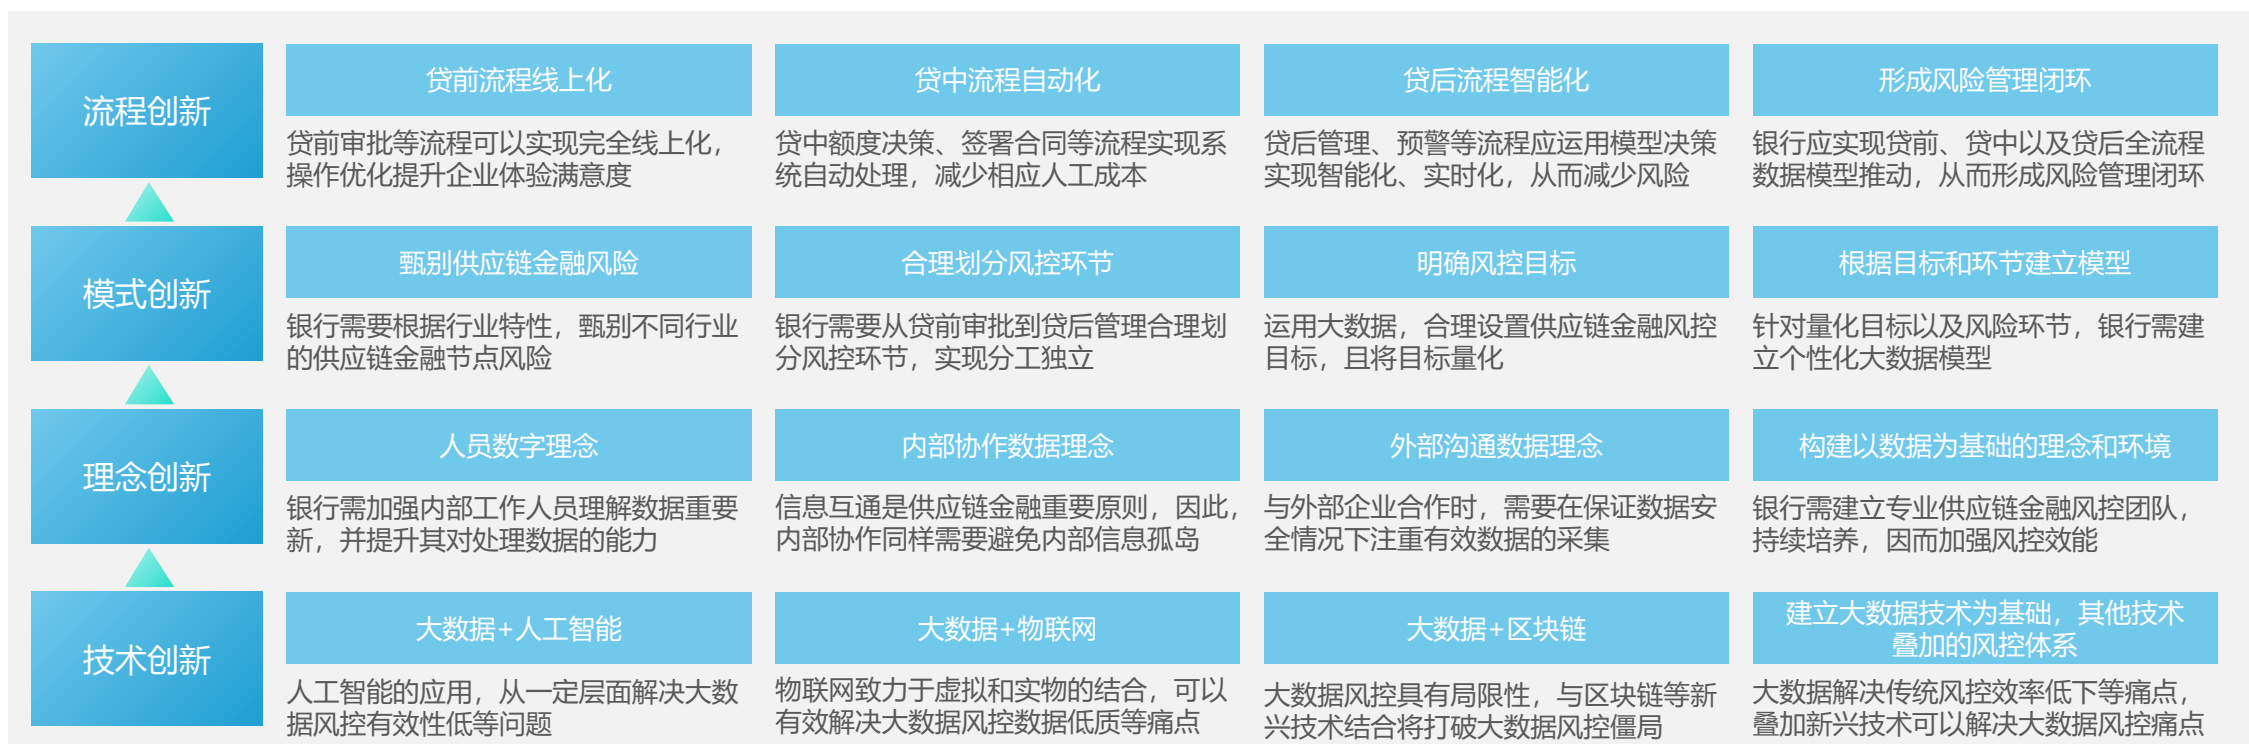 流程创新
贷前流程线上化
贷前审批等流程可以实现完全线上化，
操作优化提升企业体验满意度
贷中流程自动化
贷中额度决策、签署合同等流程实现系
统自动处理，减少相应人工成本
贷后流程智能化
贷后管理、预警等流程应运用模型决策
实现智能化、实时化，从而减少风险
形成风险管理闭环
银行应实现贷前、贷中以及贷后全流程
数据模型推动，从而形成风险管理闭环
模式创新
甄别供应链金融风险
银行需要根据行业特性，甄别不同行业
的供应链金融节点风险
合理划分风控环节
银行需要从贷前审批到贷后管理合理划
分风控环节，实现分工独立
明确风控目标
运用大数据，合理设置供应链金融风控
目标，且将目标量化
根据目标和环节建立模型
针对量化目标以及风险环节，银行需建
立个性化大数据模型
理念创新
人员数字理念
银行需加强内部工作人员理解数据重要
新，并提升其对处理数据的能力
内部协作数据理念
信息互通是供应链金融重要原则，因此，
内部协作同样需要避免内部信息孤岛
外部沟通数据理念
与外部企业合作时，需要在保证数据安
全情况下注重有效数据的采集
构建以数据为基础的理念和环境
银行需建立专业供应链金融风控团队，
持续培养，因而加强风控效能
技术创新
大数据+人工智能
人工智能的应用，从一定层面解决大数
据风控有效性低等问题
大数据+物联网
物联网致力于虚拟和实物的结合，可以
有效解决大数据风控数据低质等痛点
大数据+区块链
大数据风控具有局限性，与区块链等新
兴技术结合将打破大数据风控僵局
建立大数据技术为基础，其他技术
叠加的风控体系
大数据解决传统风控效率低下等痛点，
叠加新兴技术可以解决大数据风控痛点